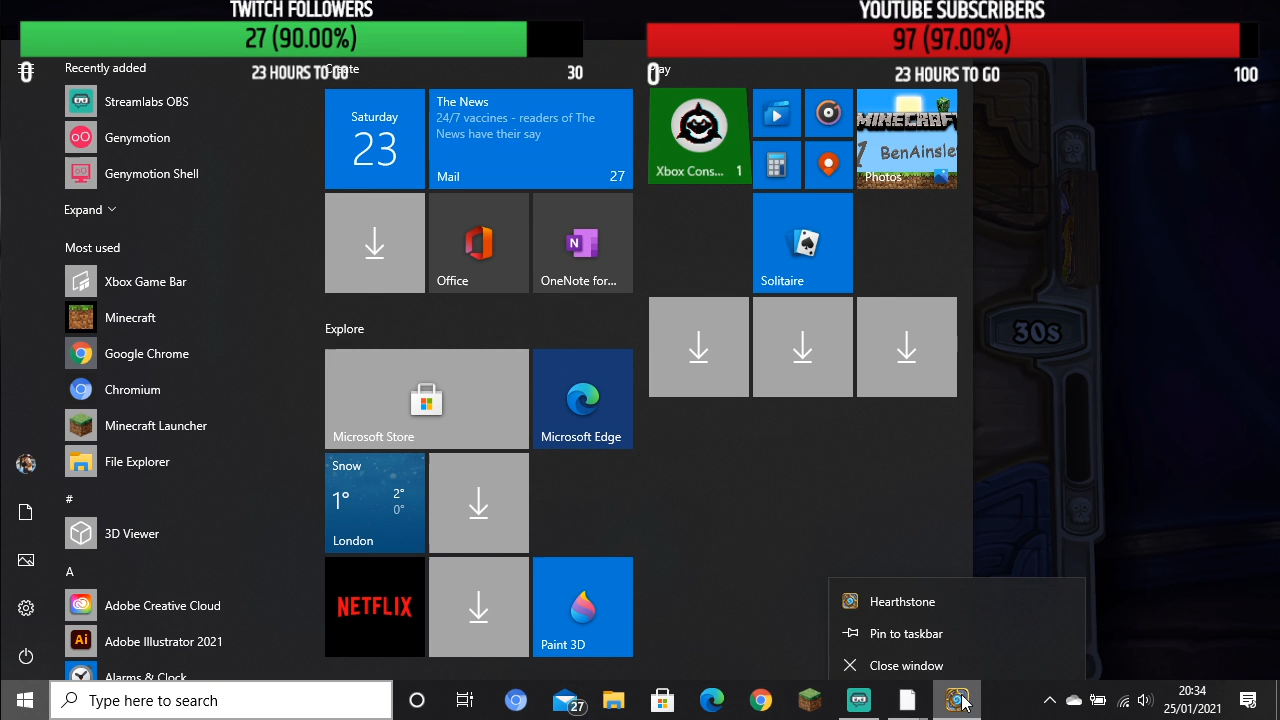 TWITCH FOLLOWERS
27 (90.00%)
0
23 HOURS TO GO
30
YOUTUBE SUBSCRIBERS
97 (97.00%)
0
23 HOURS TO GO
100
Recently added
Streamlabs OBS
Genymotion
Genymotion Shell
Expand
Most used
Xbox Game Bar
Minecraft
Google Chrome
Chromium
Minecraft Launcher
File Explorer
#
3D Viewer
A
Adobe Creative Cloud
Adobe Illustrator 2021
Alarms & Clock
Saturday
23
The News
24/7 vaccines - readers of The
News have their say
Mail
27
Office
OneNote for...
Explore
Microsoft Store
Microsoft Edge
Snow
1°
2°
0°
London
NETFLIX
Paint 3D
Xbox Cons...
1
MINECRAFT
BenAinsle
Photos
Solitaire
30s
Hearthstone
Pin to taskbar
Close window
Type here to search
27
20:34
25/01/2021